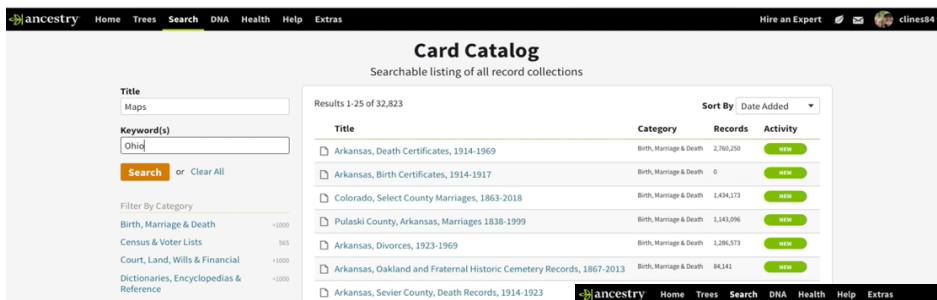 ancestry Home Trees Search DNA Health Help Extras Hire an Expert clines84
Card Catalog
Searchable listing of all record collections
Title
Maps
Keyword(s)
Ohio
Search or Clear All
Filter By Category
Birth, Marriage & Death +1000
Census & Voter Lists 565
Court, Land, Wills & Financial +1000
Dictionaries, Encyclopedias &
Reference +1000
Results 1-25 of 32,823
Sort By Date Added
Title Category Records Activity
Arkansas, Death Certificates, 1914-1969 Birth, Marriage & Death 2,760,250 NEW
Arkansas, Birth Certificates, 1914-1917 Birth, Marriage & Death 0 NEW
Colorado, Select County Marriages, 1863-2018 Birth, Marriage & Death 1,434,173 NEW
Pulaski County, Arkansas, Marriages 1838-1999 Birth, Marriage & Death 1,143,096 NEW
Arkansas, Divorces, 1923-1969 Birth, Marriage & Death 1,286,573 NEW
Arkansas, Oakland and Fraternal Historic Cemetery Records, 1867-2013 Birth, Marriage & Death 84,141 NEW
Arkansas, Sevier County, Death Records, 1914-1923
ancestry Home Trees Search DNA Health Help Extras